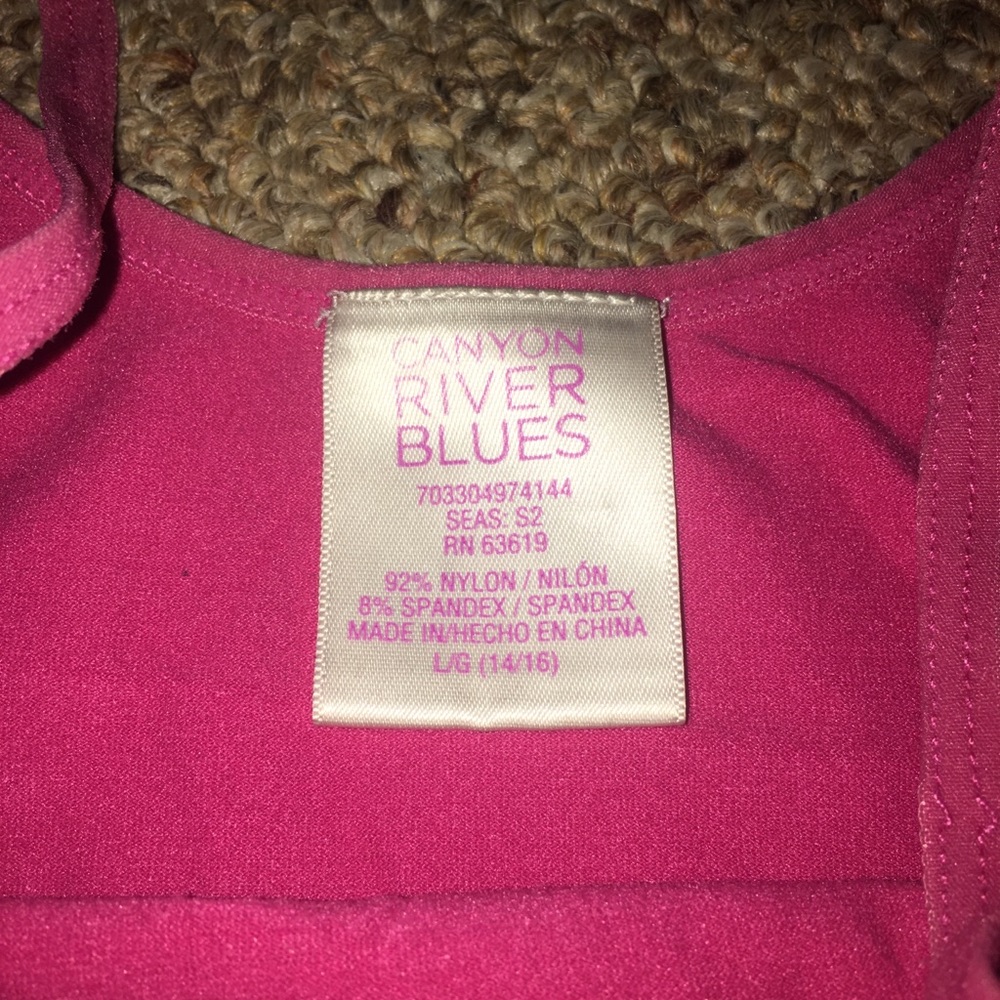 CANYON
RIVER
BLUES
703304974144
SEAS: S2
RN 63619
92% NYLON / NILÓN
8% SPANDEX / SPANDEX
MADE IN/HECHO EN CHINA
L/G (14/16)